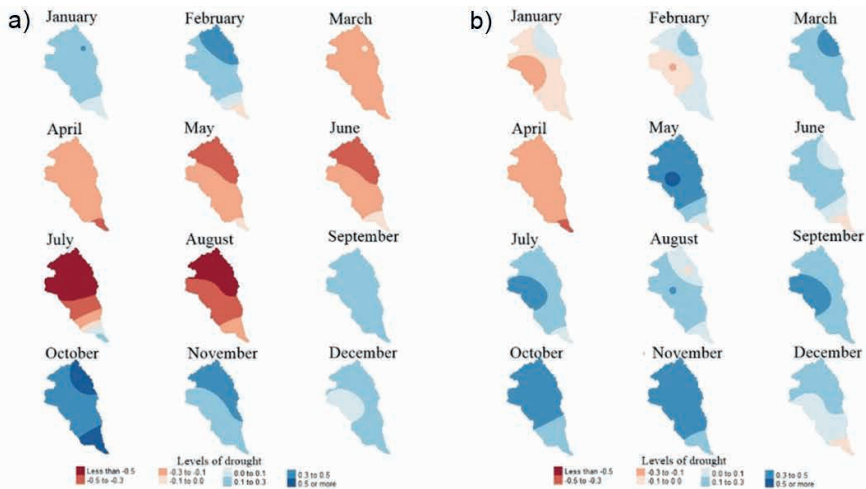 a)
January
February
March
April
May
June
July
August
September
October
November
December
Levels of drought
Less than -0.5
-0.5 to -0.3
-0.3 to -0.1
-0.1 to 0.0
0.0 to 0.1
0.1 to 0.3
0.3 to 0.5
0.5 or more
b)
January
February
March
April
May
June
July
August
September
October
November
December
Levels of drought
Less than -0.5
-0.5 to -0.3
-0.3 to -0.1
-0.1 to 0.0
0.0 to 0.1
0.1 to 0.3
0.3 to 0.5
0.5 or more